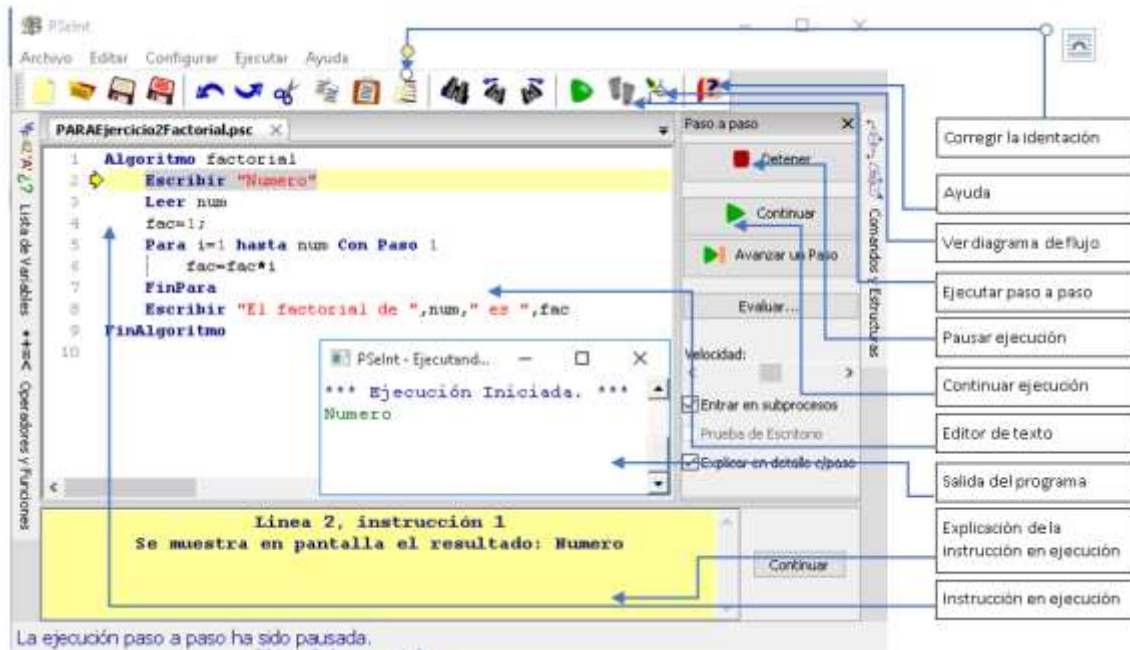 PSeInt
Archivo Editar Configurar Ejecutar Ayuda
PARAEjercicio2Factorial.psc
Paso a paso
*+=< Operadores y Funciones
Lista de Variables
1 Algoritmo factorial
2 Escribir "Numero"
3 Leer num
4 fac=1;
5 Para i=1 hasta num Con Paso 1
6 fac=fac*i
7 FinPara
8 Escribir "El factorial de ",num," es ",fac
9 FinAlgoritmo
10
PSeInt - Ejecutand...
*** Ejecución Iniciada. ***
Numero
Detener
Continuar
Avanzar un Paso
Evaluar...
Velocidad:
Entrar en subprocesos
Prueba de Escritorio
Explicar en detalle c/paso
Comandos y Estructuras
Linea 2, instrucción 1
Se muestra en pantalla el resultado: Numero
Continuar
La ejecución paso a paso ha sido pausada.
Corregir la identación
Ayuda
Ver diagrama de flujo
Ejecutar paso a paso
Pausar ejecución
Continuar ejecución
Editor de texto
Salida del programa
Explicación de la
instrucción en ejecución
Instrucción en ejecución